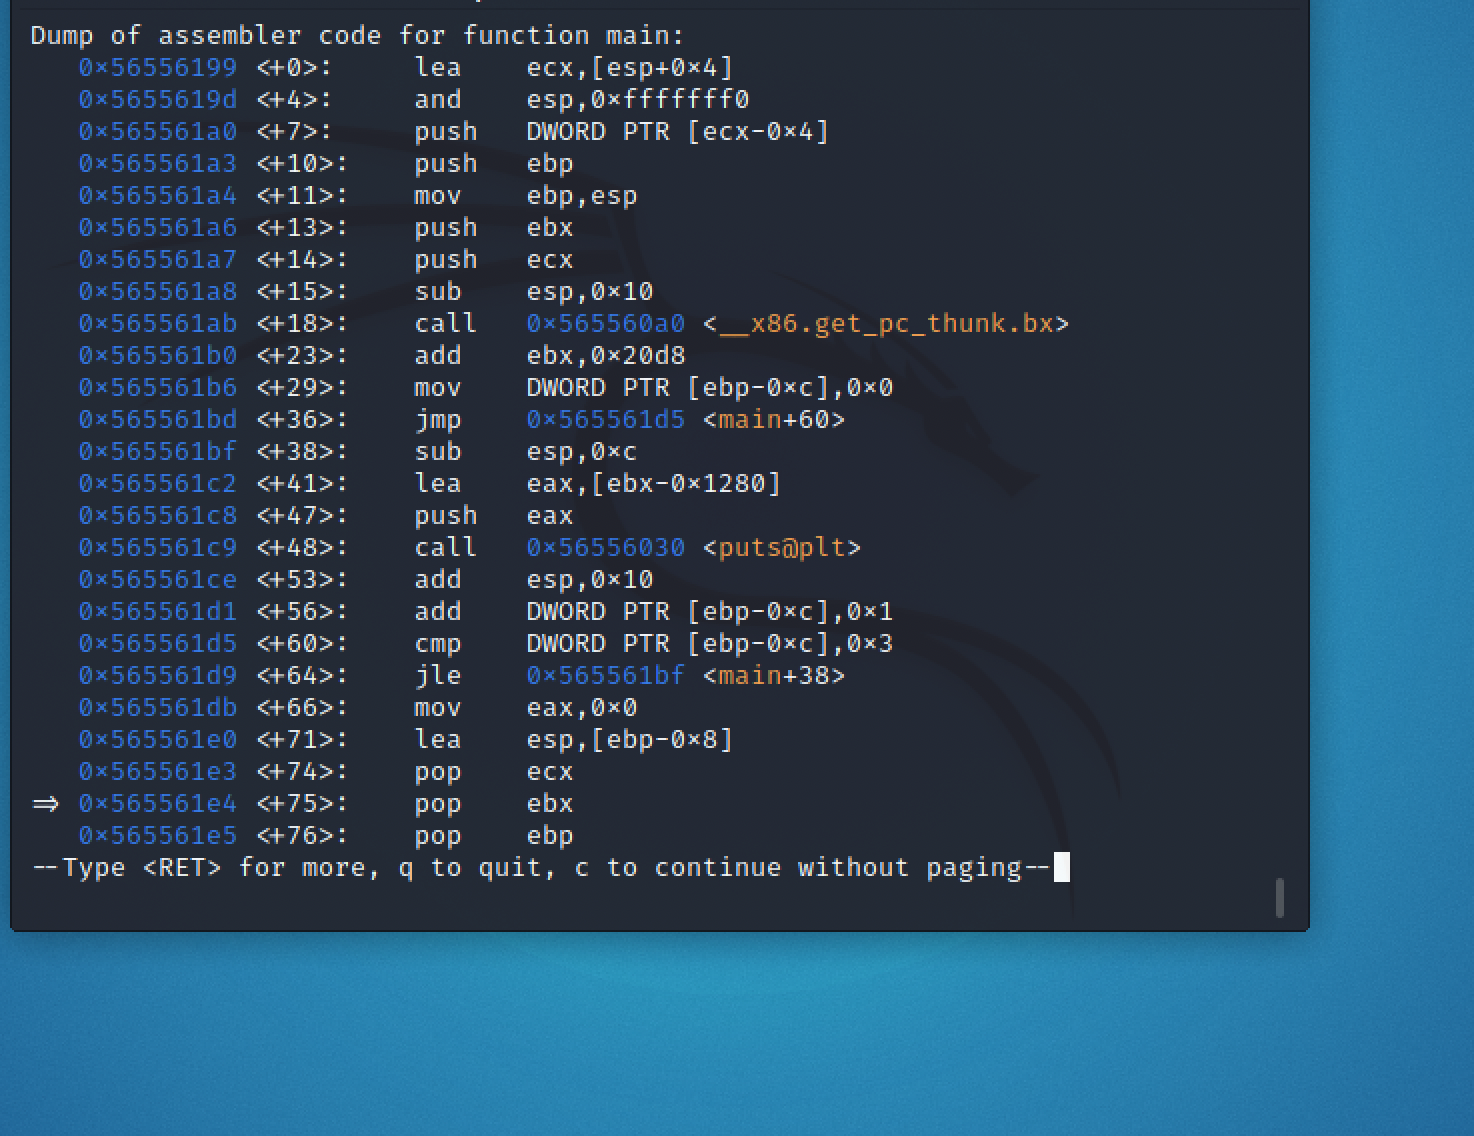 Dump of assembler code for function main:
   0×56556199 <+0>:     lea    ecx,[esp+0×4]
   0×5655619d <+4>:     and    esp,0×fffffff0
   0×565561a0 <+7>:     push   DWORD PTR [ecx-0×4]
   0×565561a3 <+10>:    push   ebp
   0×565561a4 <+11>:    mov    ebp,esp
   0×565561a6 <+13>:    push   ebx
   0×565561a7 <+14>:    push   ecx
   0×565561a8 <+15>:    sub    esp,0×10
   0×565561ab <+18>:    call   0×565560a0 <__x86.get_pc_thunk.bx>
   0×565561b0 <+23>:    add    ebx,0×20d8
   0×565561b6 <+29>:    mov    DWORD PTR [ebp-0×c],0×0
   0×565561bd <+36>:    jmp    0×565561d5 <main+60>
   0×565561bf <+38>:    sub    esp,0×c
   0×565561c2 <+41>:    lea    eax,[ebx-0×1280]
   0×565561c8 <+47>:    push   eax
   0×565561c9 <+48>:    call   0×56556030 <puts@plt>
   0×565561ce <+53>:    add    esp,0×10
   0×565561d1 <+56>:    add    DWORD PTR [ebp-0×c],0×1
   0×565561d5 <+60>:    cmp    DWORD PTR [ebp-0×c],0×3
   0×565561d9 <+64>:    jle    0×565561bf <main+38>
   0×565561db <+66>:    mov    eax,0×0
   0×565561e0 <+71>:    lea    esp,[ebp-0×8]
   0×565561e3 <+74>:    pop    ecx
⇒ 0×565561e4 <+75>:    pop    ebx
   0×565561e5 <+76>:    pop    ebp
--Type <RET> for more, q to quit, c to continue without paging--